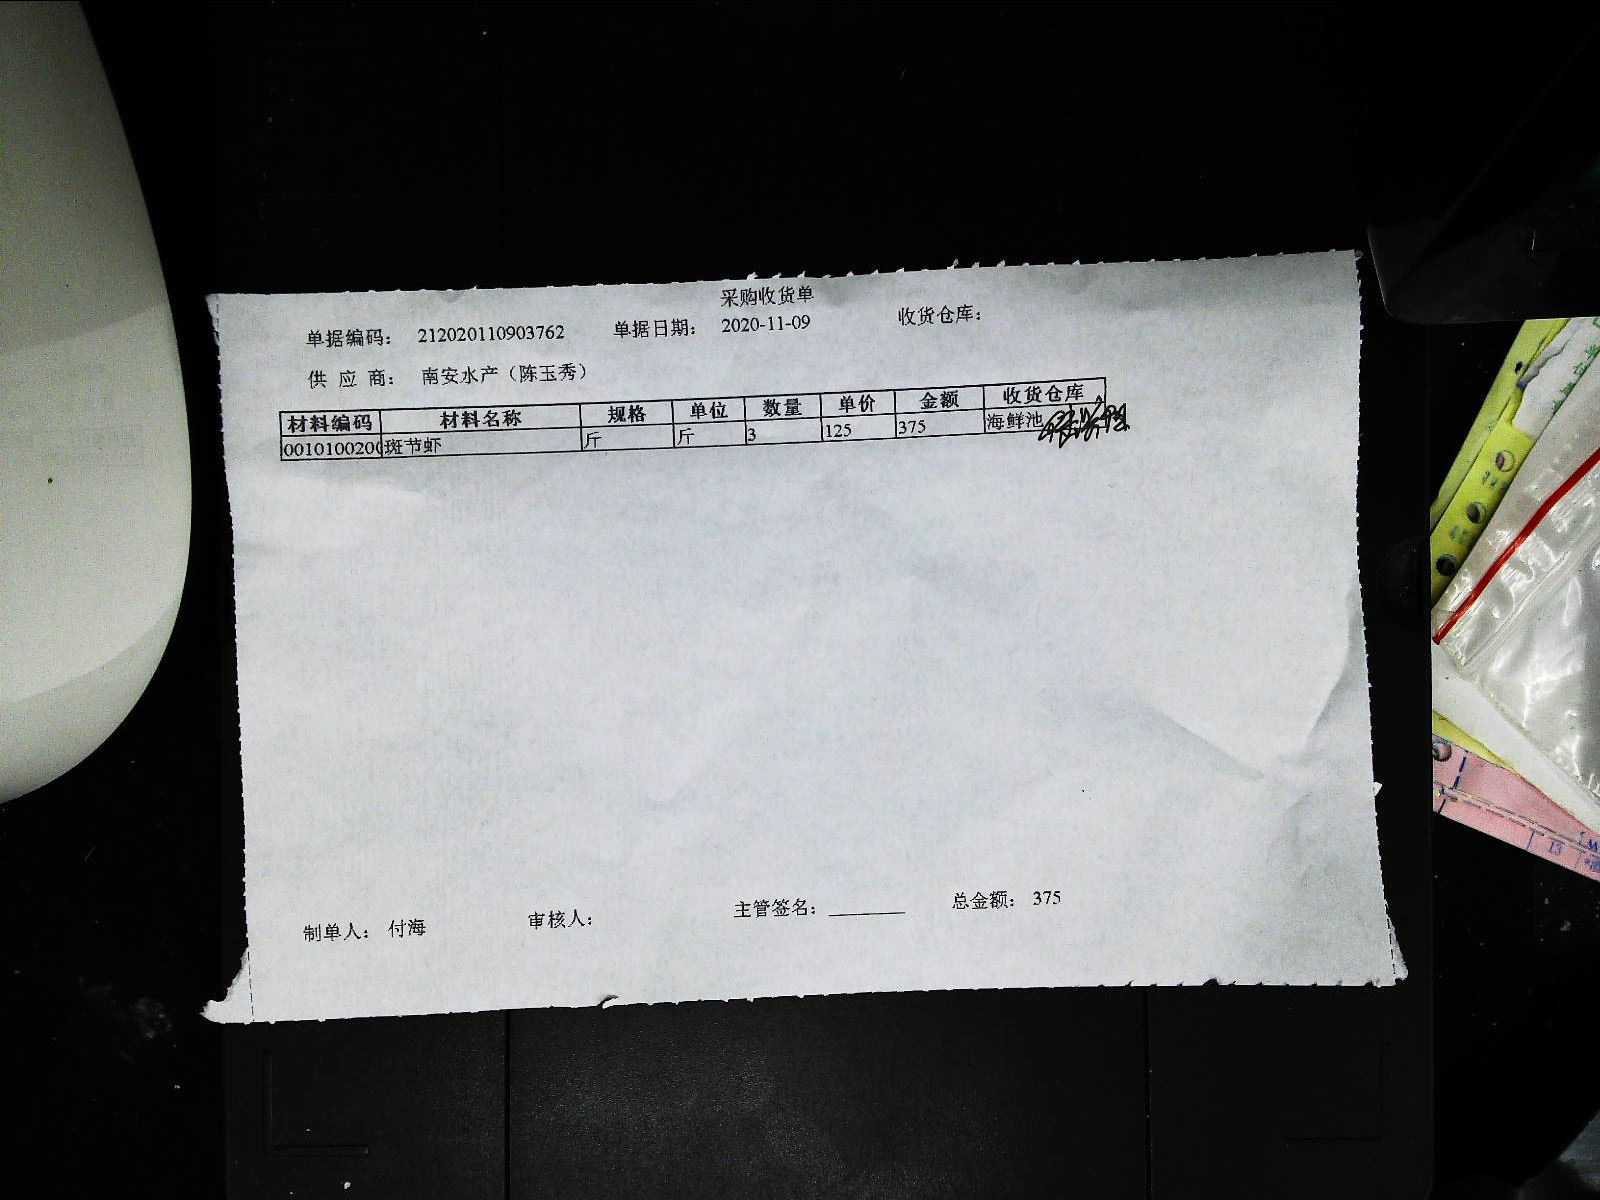 采购收货单
单据编码： 212020110903762 单据日期： 2020-11-09 收货仓库：
供 应 商： 南安水产（陈玉秀）
材料编码 材料名称 规格 单位 数量 单价 金额 收货仓库
0010100200 斑节虾 斤 斤 3 125 375 海鲜池
制单人： 付海 审核人： 主管签名：________ 总金额： 375
13